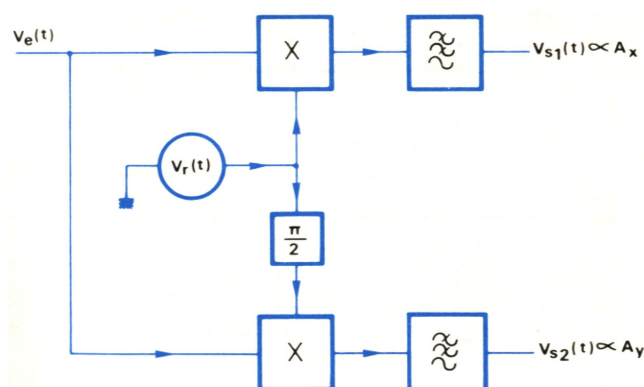 Ve(t)
X
Vs1(t) ∝ Ax
Vr(t)
π
2
X
Vs2(t) ∝ Ay